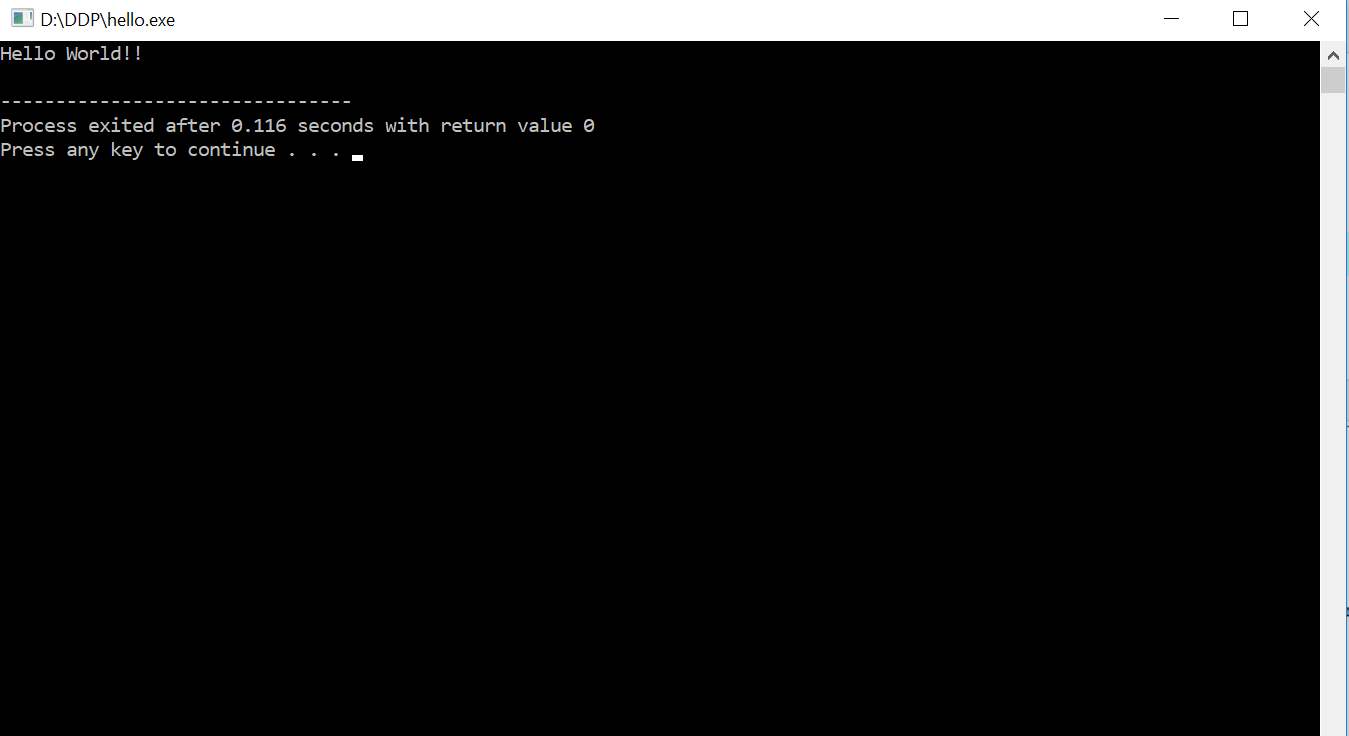 D:\DDP\hello.exe
Hello World!!
--------------------------------
Process exited after 0.116 seconds with return value 0
Press any key to continue . . .